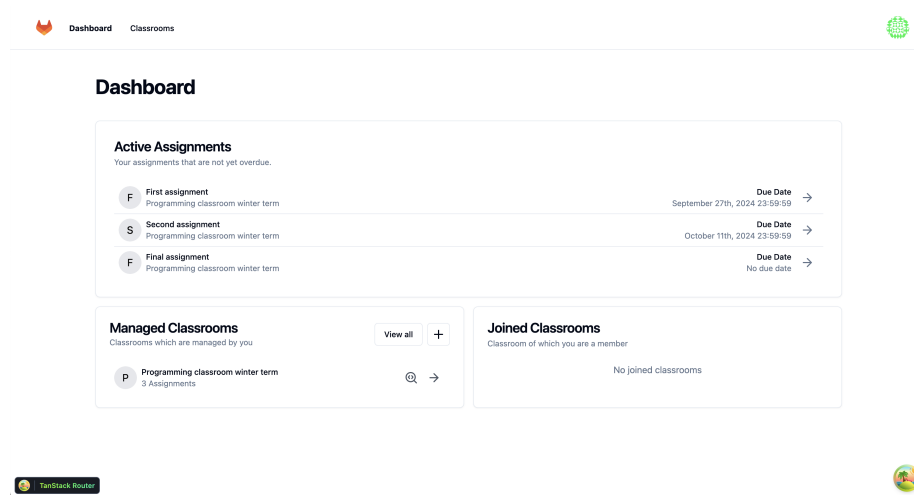 Dashboard
Classrooms
Dashboard
Active Assignments
Your assignments that are not yet overdue.
F
First assignment
Programming classroom winter term
Due Date
September 27th, 2024 23:59:59
S
Second assignment
Programming classroom winter term
Due Date
October 11th, 2024 23:59:59
F
Final assignment
Programming classroom winter term
Due Date
No due date
Managed Classrooms
Classrooms which are managed by you
View all
P
Programming classroom winter term
3 Assignments
Joined Classrooms
Classroom of which you are a member
No joined classrooms
TanStack Router